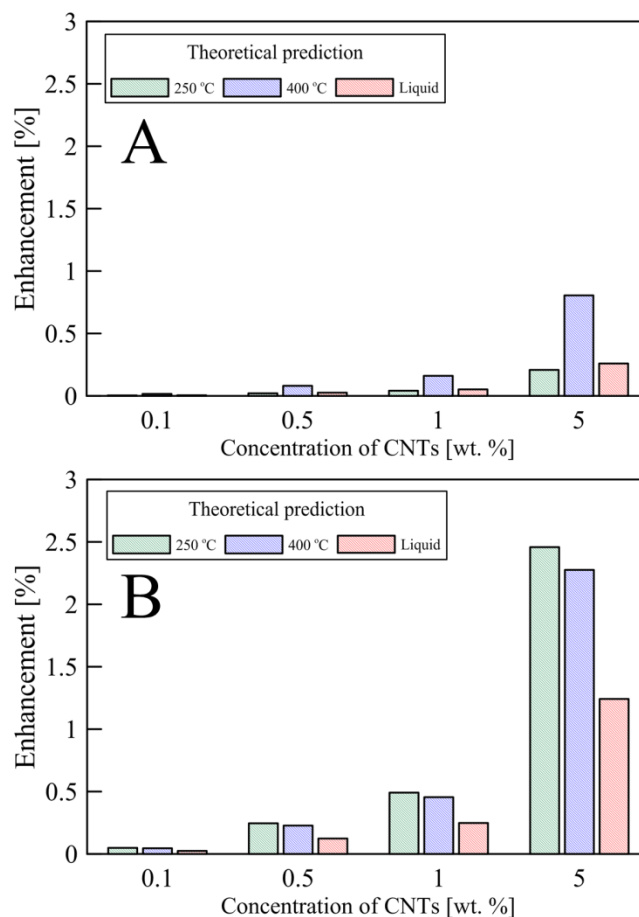 3
Theoretical prediction
250 °C 400 °C Liquid
2.5
A
2
1.5
1
0.5
0
Enhancement [%]
0.1 0.5 1 5
Concentration of CNTs [wt. %]
3
Theoretical prediction
250 °C 400 °C Liquid
2.5
B
2
1.5
1
0.5
0
Enhancement [%]
0.1 0.5 1 5
Concentration of CNTs [wt. %]